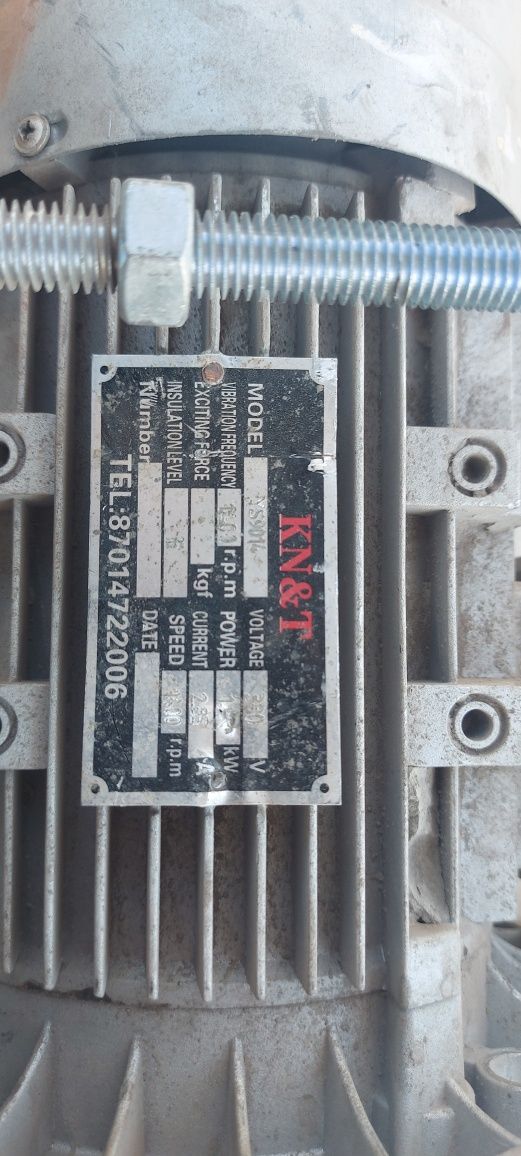 KN&T
MODEL VOLTAGE V
VIBRATION FREQUENCY r.p.m POWER kW
EXCITING FORCE kgf CURRENT A
INSULATION LEVEL SPEED r.p.m
Number DATE
TEL:87014722006